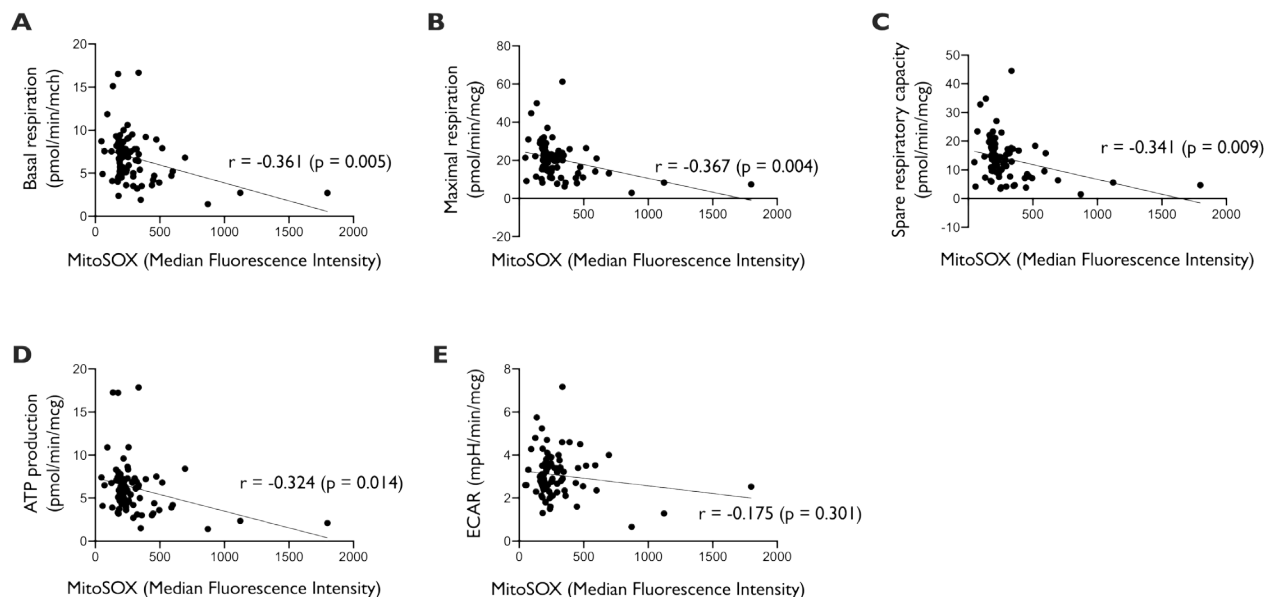 A
Basal respiration
(pmol/min/mch)
20
15
10
5
0
0 500 1000 1500 2000
r = -0.361 (p = 0.005)
MitoSOX (Median Fluorescence Intensity)
B
Maximal respiration
(pmol/min/mcg)
80
60
40
20
0
-20
500 1000 1500 2000
r = -0.367 (p = 0.004)
MitoSOX (Median Fluorescence Intensity)
C
Spare respiratory capacity
(pmol/min/mcg)
50
40
30
20
10
0
-10
500 1000 1500 2000
r = -0.341 (p = 0.009)
MitoSOX (Median Fluorescence Intensity)
D
ATP production
(pmol/min/mcg)
20
15
10
5
0
0 500 1000 1500 2000
r = -0.324 (p = 0.014)
MitoSOX (Median Fluorescence Intensity)
E
ECAR (mpH/min/mcg)
8
6
4
2
0
0 500 1000 1500 2000
r = -0.175 (p = 0.301)
MitoSOX (Median Fluorescence Intensity)